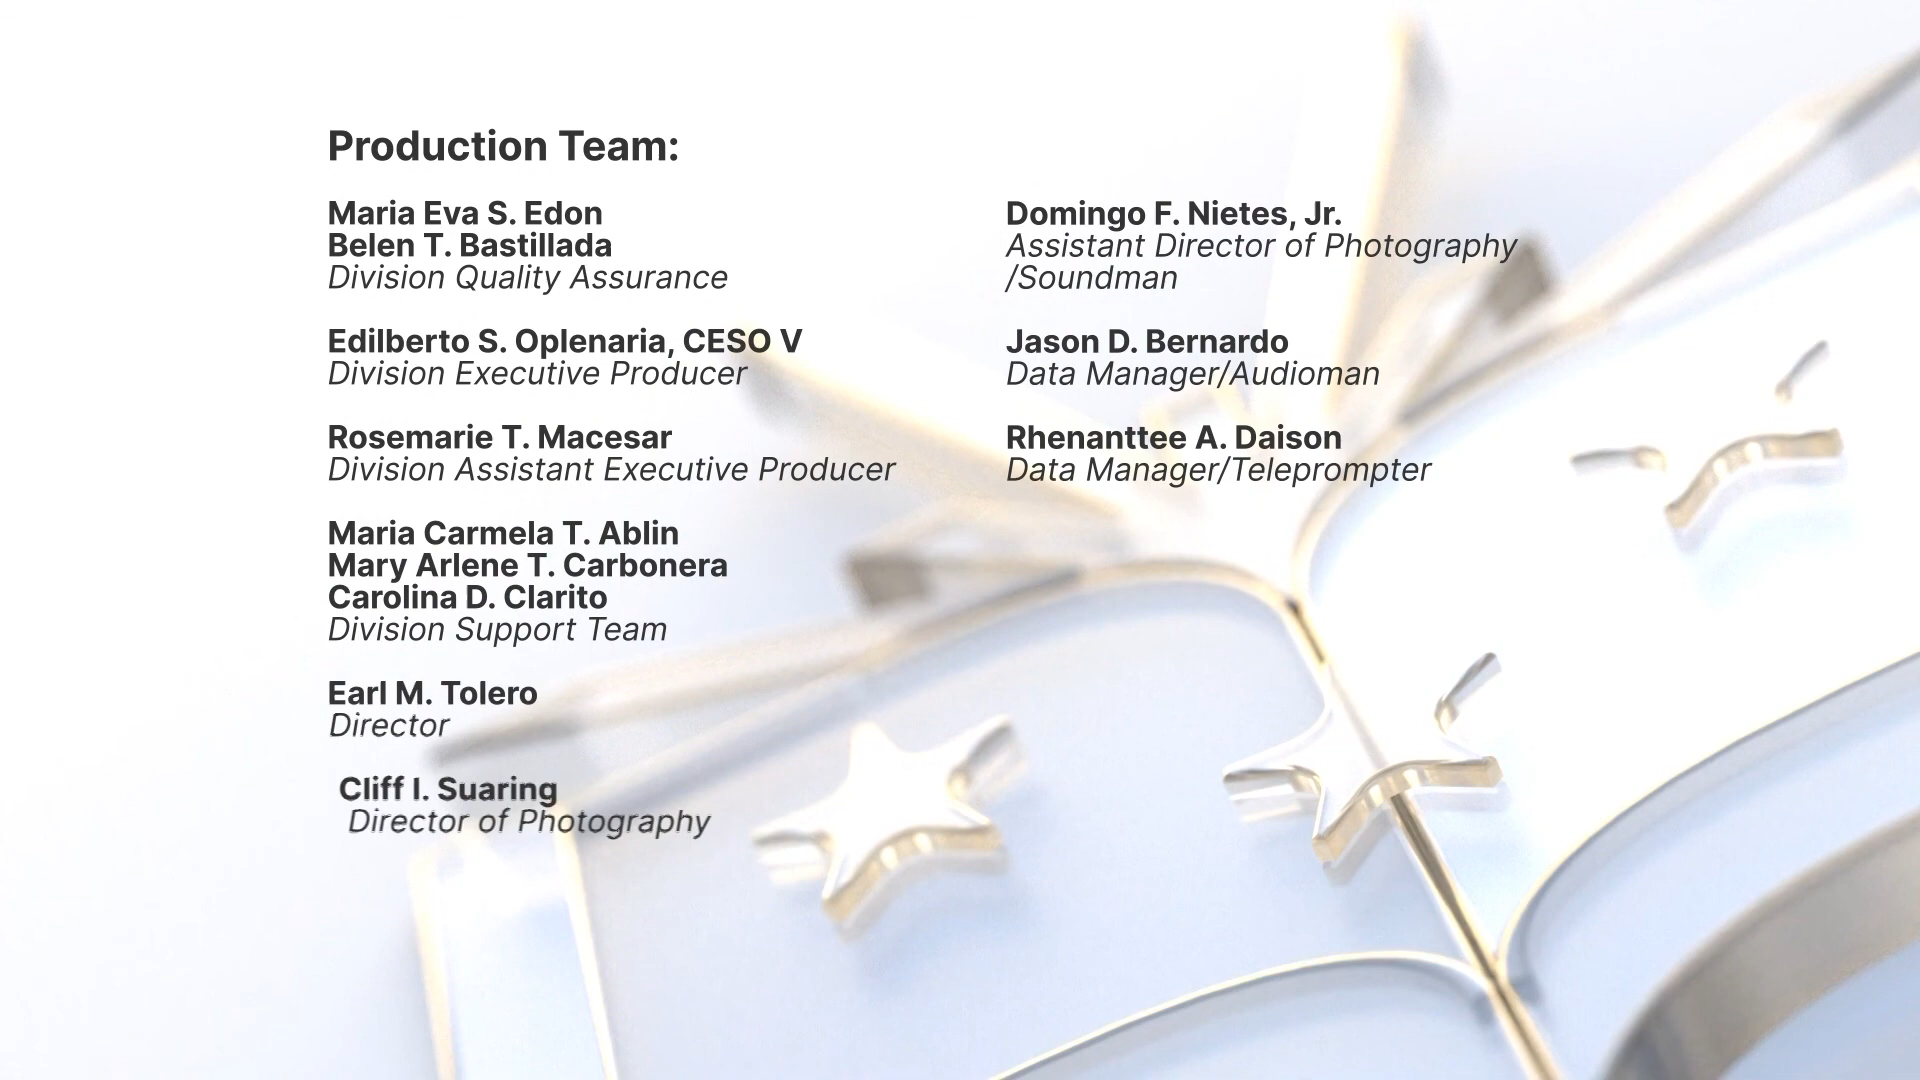 Production Team:
Maria Eva S. Edon
Belen T. Bastillada
Division Quality Assurance
Edilberto S. Oplenaria, CESO V
Division Executive Producer
Rosemarie T. Macesar
Division Assistant Executive Producer
Maria Carmela T. Ablin
Mary Arlene T. Carbonera
Carolina D. Clarito
Division Support Team
Earl M. Tolero
Director
Cliff I. Suaring
Director of Photography
Domingo F. Nietes, Jr.
Assistant Director of Photography
/Soundman
Jason D. Bernardo
Data Manager/Audioman
Rhenanttee A. Daison
Data Manager/Teleprompter